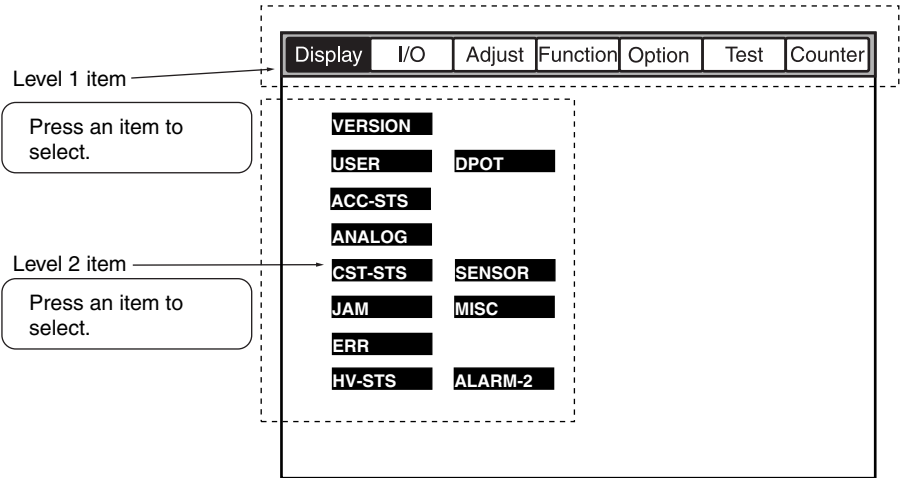 Display I/O Adjust Function Option Test Counter
Level 1 item
Press an item to
select.
VERSION
USER DPOT
ACC-STS
ANALOG
Level 2 item
CST-STS SENSOR
Press an item to
select.
JAM MISC
ERR
HV-STS ALARM-2